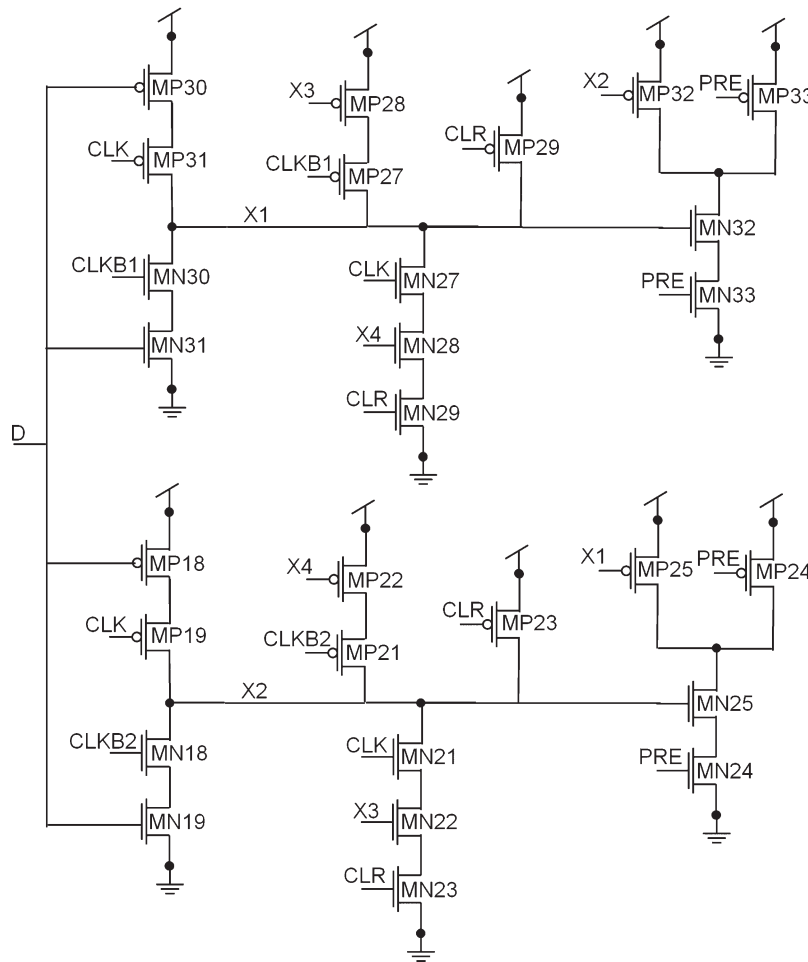 MP30
X3
MP28
X2
MP32
PRE
MP33
CLK
MP31
CLKB1
MP27
CLR
MP29
X1
MN32
CLKB1
MN30
CLK
MN27
PRE
MN33
MN31
X4
MN28
CLR
MN29
D
MP18
X4
MP22
X1
MP25
PRE
MP24
CLK
MP19
CLKB2
MP21
CLR
MP23
X2
MN25
CLKB2
MN18
CLK
MN21
PRE
MN24
MN19
X3
MN22
CLR
MN23